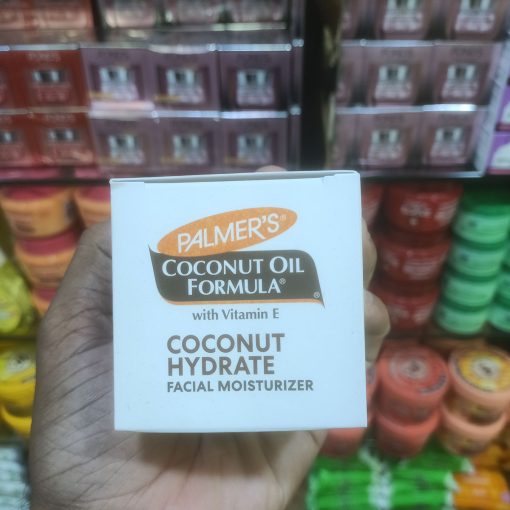 PALMER'S®
COCONUT OIL
FORMULA®
with Vitamin E
COCONUT
HYDRATE
FACIAL MOISTURIZER